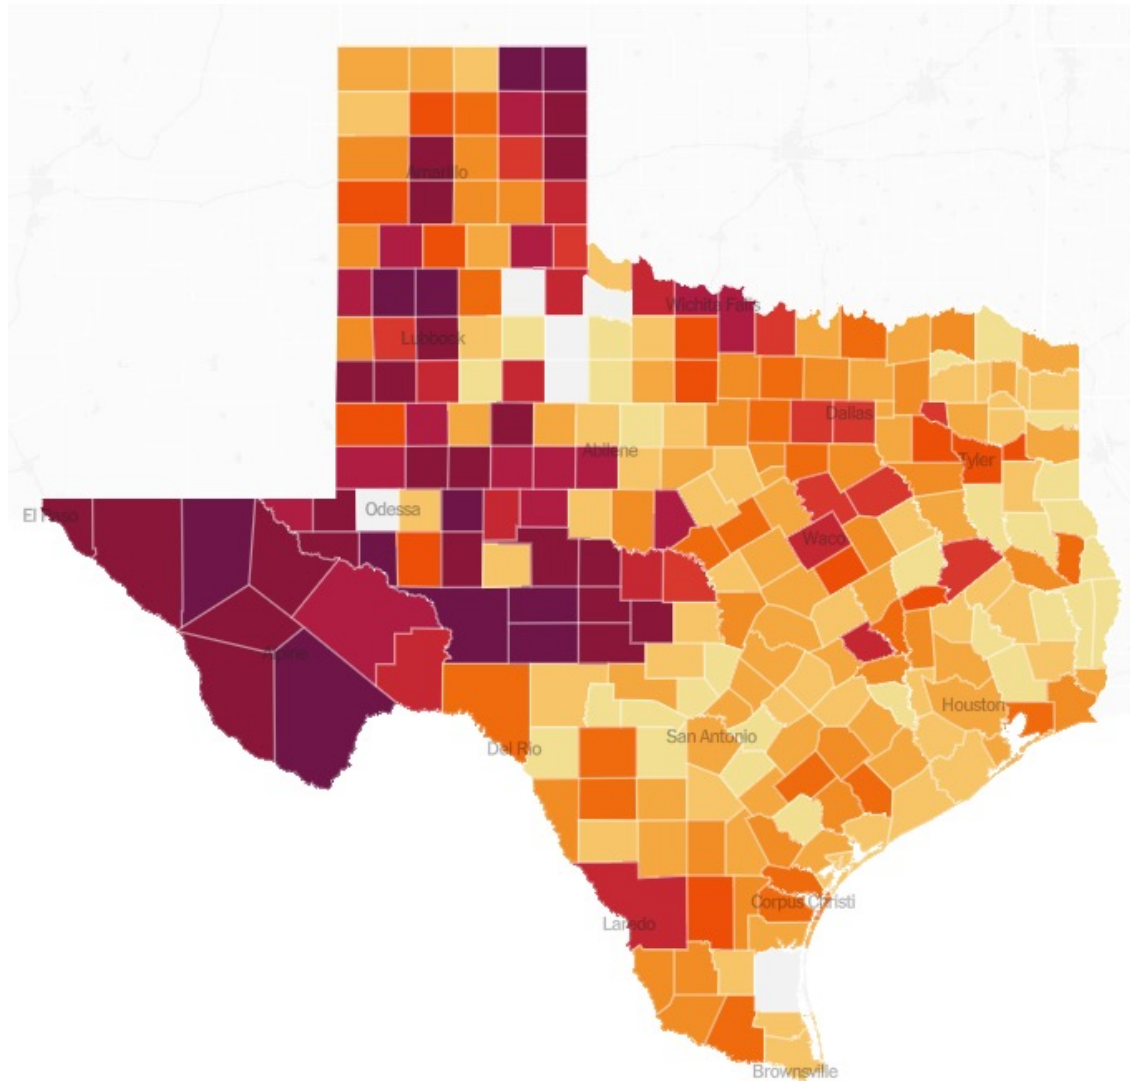 Amarillo
Wichita Falls
Lubbock
Dallas
Abilene
Tyler
El Paso
Odessa
Waco
Alpine
Houston
San Antonio
Del Rio
Corpus Christi
Laredo
Brownsville